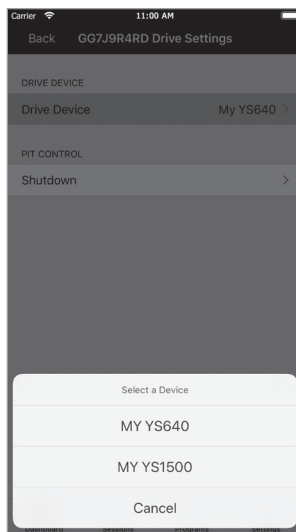 Carrier 11:00 AM
Back GG7J9R4RD Drive Settings
DRIVE DEVICE
Drive Device My YS640
PIT CONTROL
Shutdown
Select a Device
MY YS640
MY YS1500
Cancel
Dashboard Sessions Programs Settings